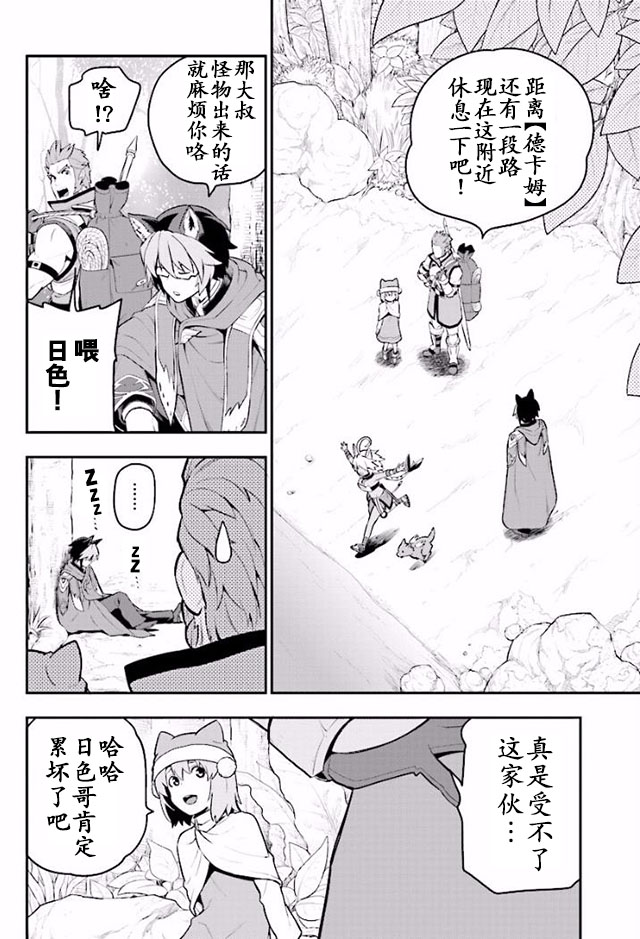 距离【德卡姆】
还有一段路
现在这附近
休息一下吧！
那大叔
怪物出来的话
就麻烦你咯
啥
!?
喂
日色！
……
ZZZZ…
ZZ…
真是受不了
这家伙…
哈哈
日色哥肯定
累坏了吧